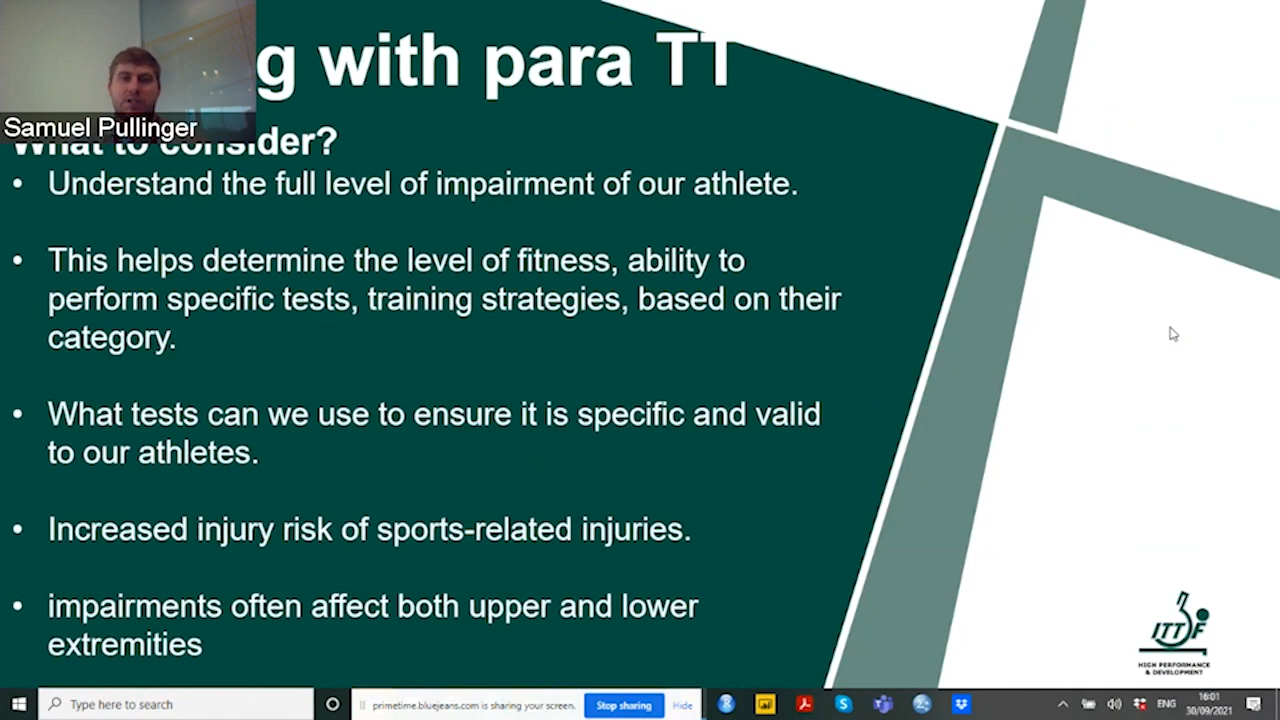 g with para TT
Samuel Pullinger
What to consider?
• Understand the full level of impairment of our athlete.
• This helps determine the level of fitness, ability to
perform specific tests, training strategies, based on their
category.
• What tests can we use to ensure it is specific and valid
to our athletes.
• Increased injury risk of sports-related injuries.
• impairments often affect both upper and lower
extremities
ITTF
HIGH PERFORMANCE
& DEVELOPMENT
Type here to search
primetime.bluejeans.com is sharing your screen.
Stop sharing
Hide
ENG
16:01
30/09/2021